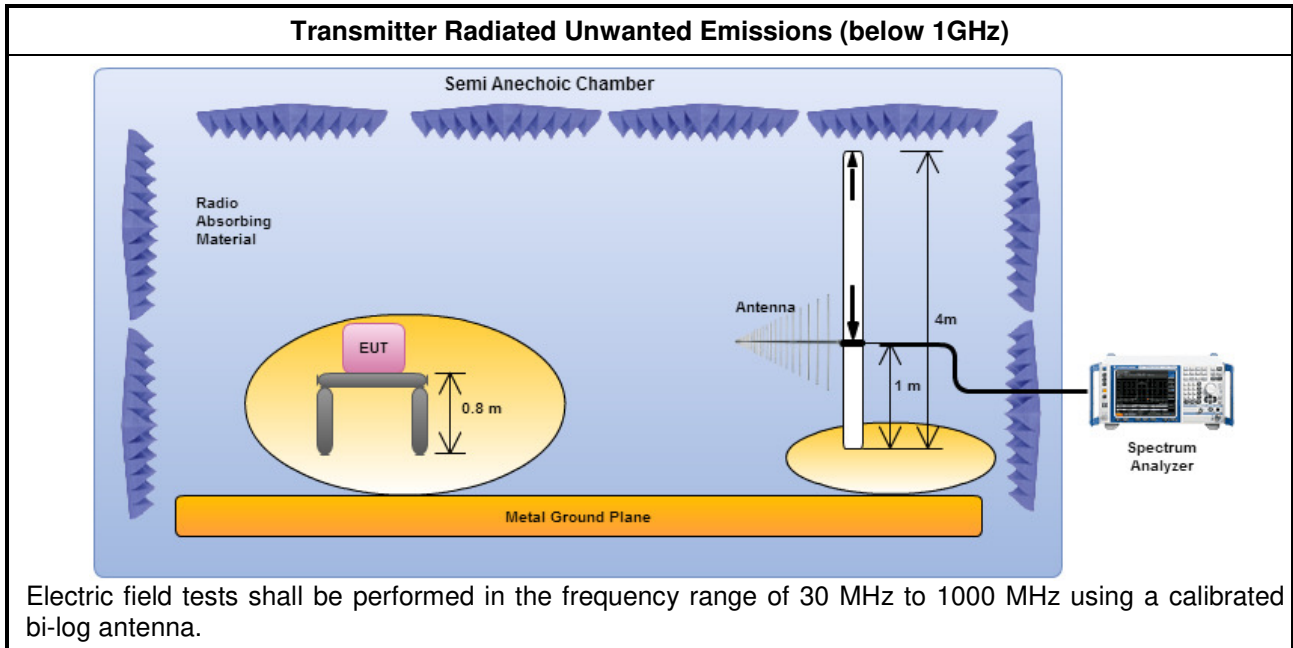 Transmitter Radiated Unwanted Emissions (below 1GHz)
Semi Anechoic Chamber
Radio
Absorbing
Material
Antenna
4m
EUT
1 m
0.8 m
Spectrum
Analyzer
Metal Ground Plane
Electric field tests shall be performed in the frequency range of 30 MHz to 1000 MHz using a calibrated
bi-log antenna.